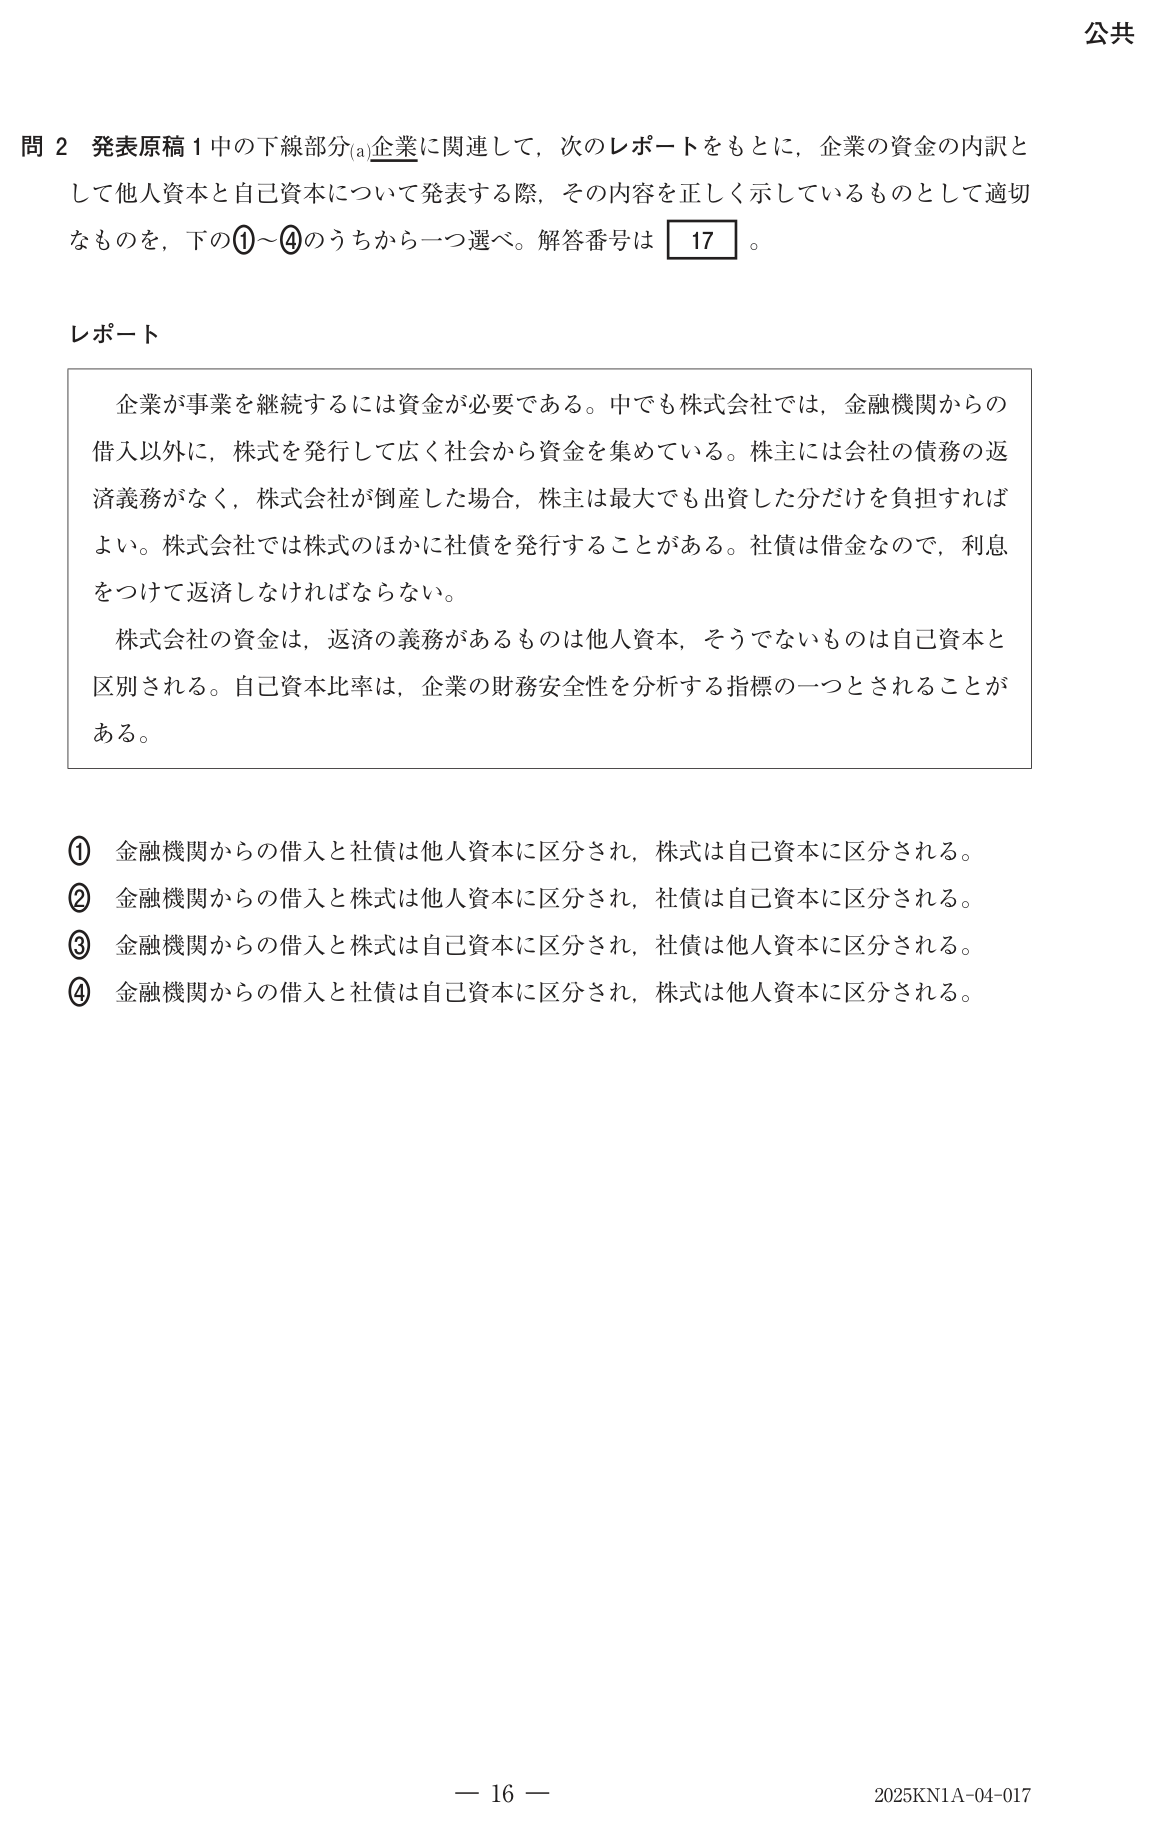 公共
問 2 発表原稿1中の下線部分(a)企業に関連して，次のレポートをもとに，企業の資金の内訳と
して他人資本と自己資本について発表する際，その内容を正しく示しているものとして適切
なものを，下の①～④のうちから一つ選べ。解答番号は 17 。
レポート
企業が事業を継続するには資金が必要である。中でも株式会社では，金融機関からの
借入以外に，株式を発行して広く社会から資金を集めている。株主には会社の債務の返
済義務がなく，株式会社が倒産した場合，株主は最大でも出資した分だけを負担すれば
よい。株式会社では株式のほかに社債を発行することがある。社債は借金なので，利息
をつけて返済しなければならない。
株式会社の資金は，返済の義務があるものは他人資本，そうでないものは自己資本と
区別される。自己資本比率は，企業の財務安全性を分析する指標の一つとされることが
ある。
① 金融機関からの借入と社債は他人資本に区分され，株式は自己資本に区分される。
② 金融機関からの借入と株式は他人資本に区分され，社債は自己資本に区分される。
③ 金融機関からの借入と株式は自己資本に区分され，社債は他人資本に区分される。
④ 金融機関からの借入と社債は自己資本に区分され，株式は他人資本に区分される。
— 16 —
2025KN1A-04-017